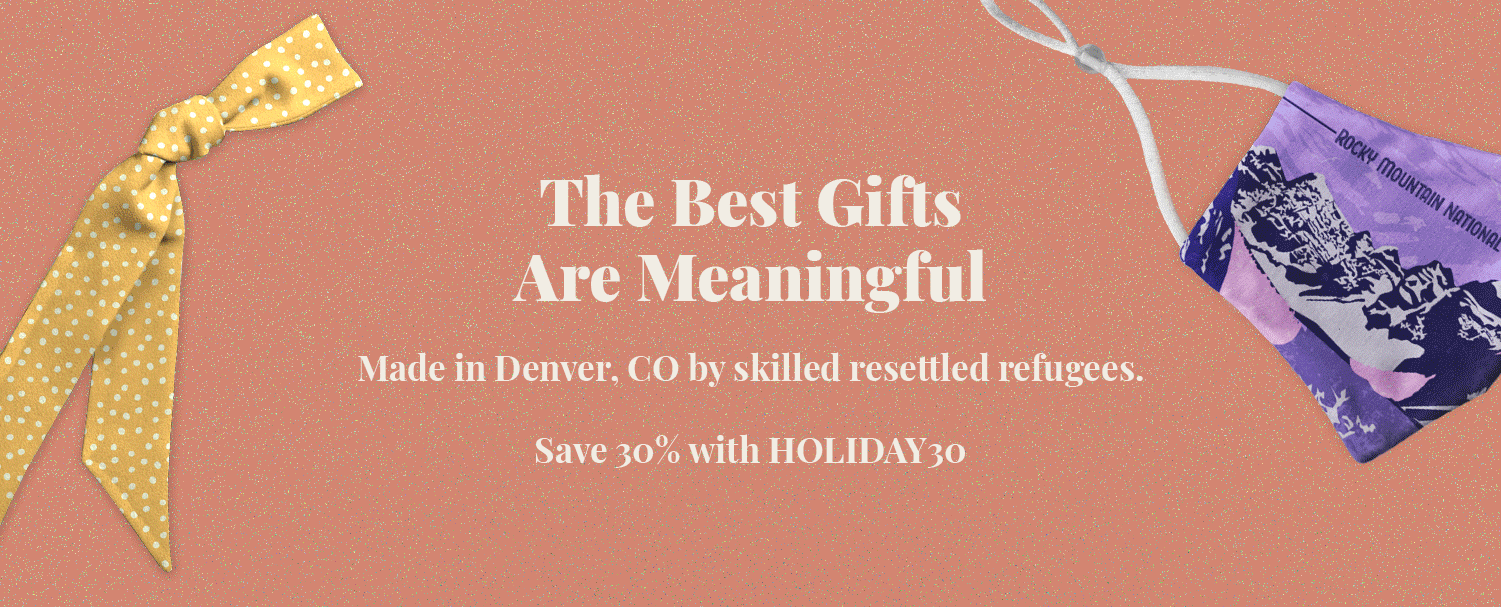 The Best Gifts
Are Meaningful
Made in Denver, CO by skilled resettled refugees.
Save 30% with HOLIDAY30
ROCKY MOUNTAIN NATIONAL